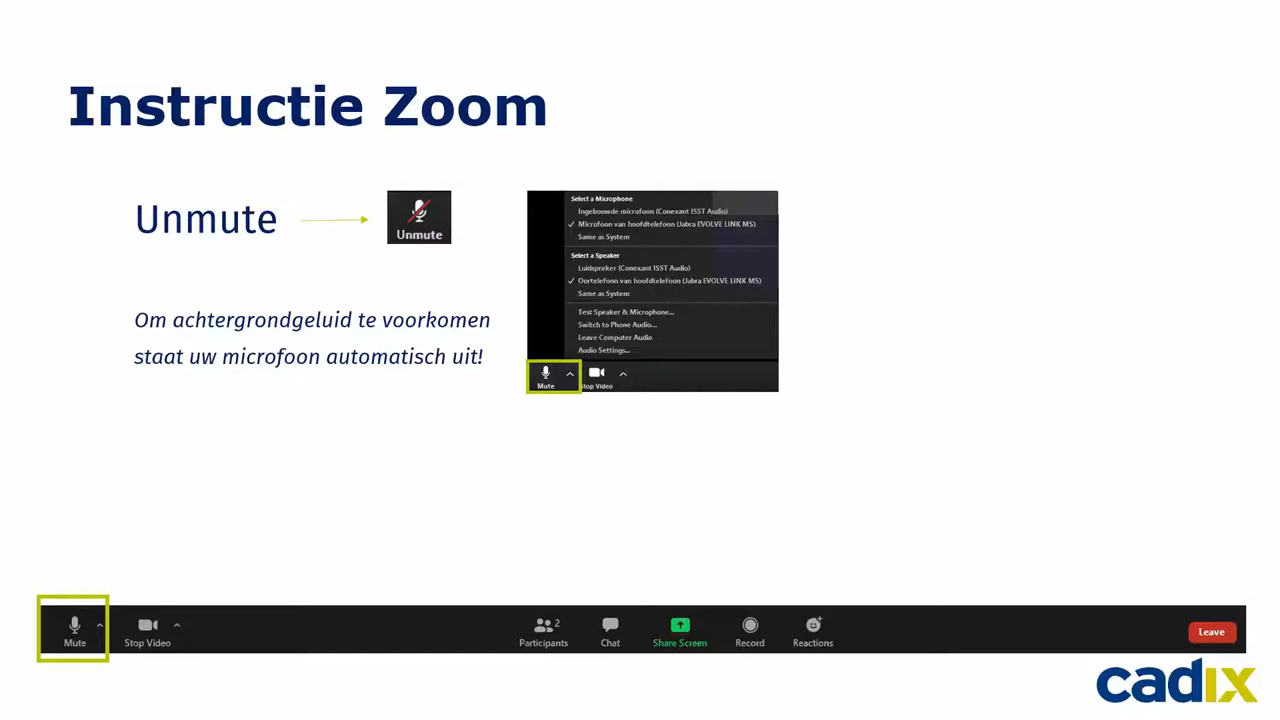 Instructie Zoom
Unmute
Unmute
Om achtergrondgeluid te voorkomen
staat uw microfoon automatisch uit!
Select a Microphone
Ingebouwde microfoon (Conexant ISST Audio)
Microfoon van hoofdtelefoon (Jabra EVOLVE LINK MS)
Same as System
Select a Speaker
Luidspreker (Conexant ISST Audio)
Oortelefoon van hoofdtelefoon (Jabra EVOLVE LINK MS)
Same as System
Test Speaker & Microphone...
Switch to Phone Audio...
Leave Computer Audio
Audio Settings...
Mute
Stop Video
Mute
Stop Video
2
Participants
Chat
Share Screen
Record
Reactions
Leave
cadix